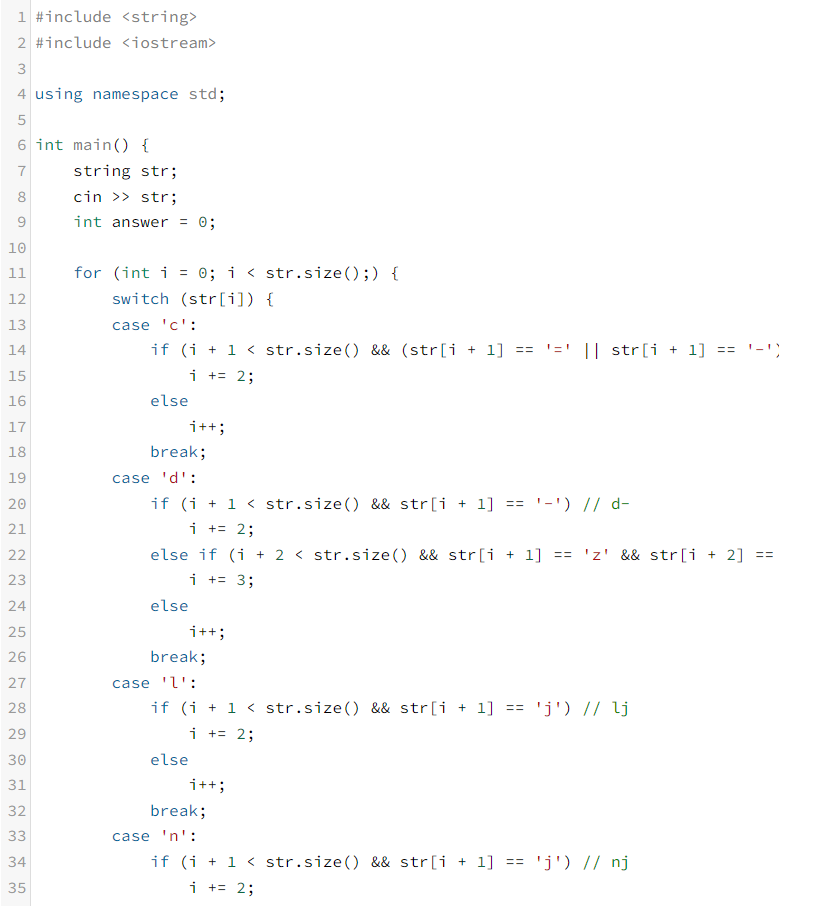 1 #include <string>
2 #include <iostream>
3
4 using namespace std;
5
6 int main() {
7     string str;
8     cin >> str;
9     int answer = 0;
10
11     for (int i = 0; i < str.size();) {
12         switch (str[i]) {
13         case 'c':
14             if (i + 1 < str.size() && (str[i + 1] == '=' || str[i + 1] == '-')
15                 i += 2;
16             else
17                 i++;
18             break;
19         case 'd':
20             if (i + 1 < str.size() && str[i + 1] == '-') // d-
21                 i += 2;
22             else if (i + 2 < str.size() && str[i + 1] == 'z' && str[i + 2] ==
23                 i += 3;
24             else
25                 i++;
26             break;
27         case 'l':
28             if (i + 1 < str.size() && str[i + 1] == 'j') // lj
29                 i += 2;
30             else
31                 i++;
32             break;
33         case 'n':
34             if (i + 1 < str.size() && str[i + 1] == 'j') // nj
35                 i += 2;